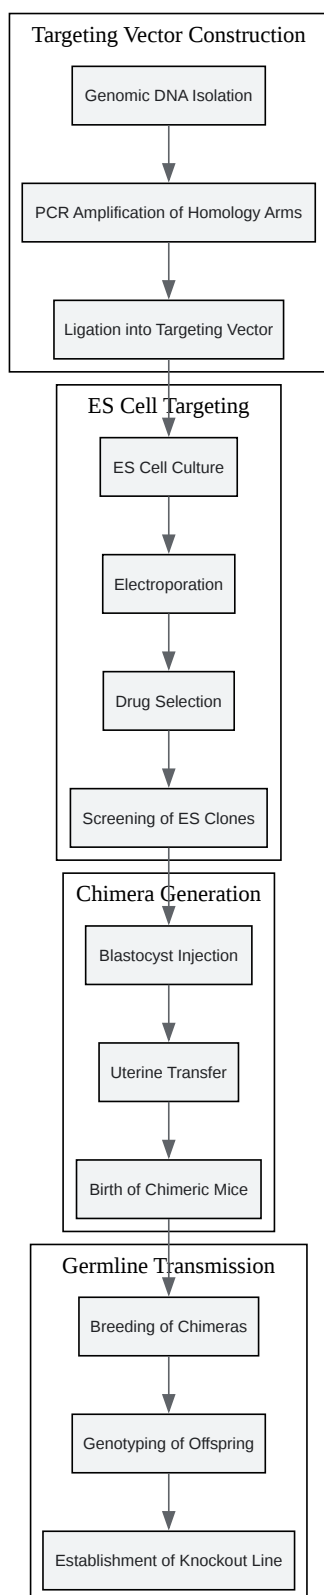 Targeting Vector Construction
Genomic DNA Isolation
PCR Amplification of Homology Arms
Ligation into Targeting Vector
ES Cell Targeting
ES Cell Culture
Electroporation
Drug Selection
Screening of ES Clones
Chimera Generation
Blastocyst Injection
Uterine Transfer
Birth of Chimeric Mice
Germline Transmission
Breeding of Chimeras
Genotyping of Offspring
Establishment of Knockout Line